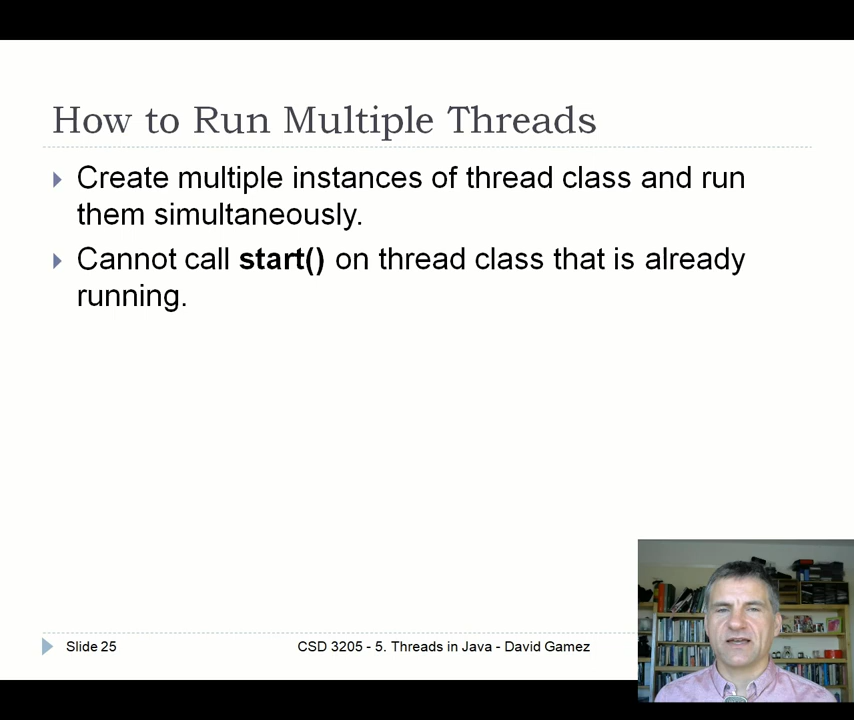 How to Run Multiple Threads
Create multiple instances of thread class and run
them simultaneously.
Cannot call start() on thread class that is already
running.
Slide 25
CSD 3205 - 5. Threads in Java - David Gamez